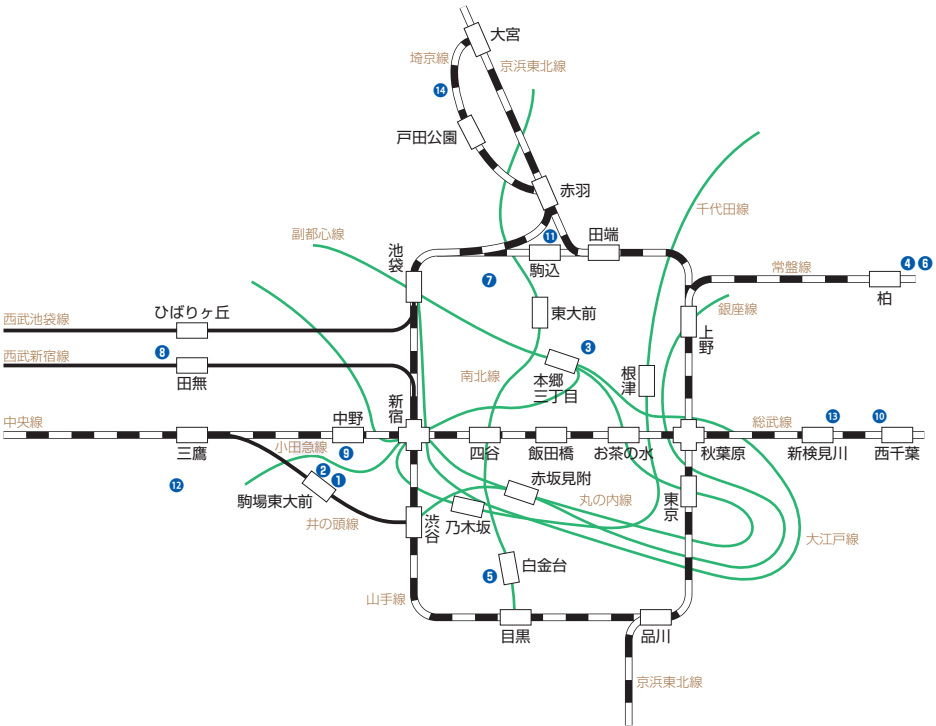 大宮
埼京線
京浜東北線
⑭
戸田公園
赤羽
千代田線
副都心線
池袋
⑪
田端
駒込
常盤線
④ ⑥
柏
⑦
ひばりヶ丘
東大前
銀座線
西武池袋線
上野
西武新宿線
⑧
田無
③
南北線
本郷
三丁目
根津
新宿
中央線
中野
総武線
⑬
⑩
三鷹
小田急線
⑨
四谷
飯田橋
お茶の水
秋葉原
新検見川
西千葉
② ①
⑫
駒場東大前
赤坂見附
丸の内線
東京
井の頭線
渋谷
乃木坂
大江戸線
白金台
⑤
山手線
目黒
品川
京浜東北線